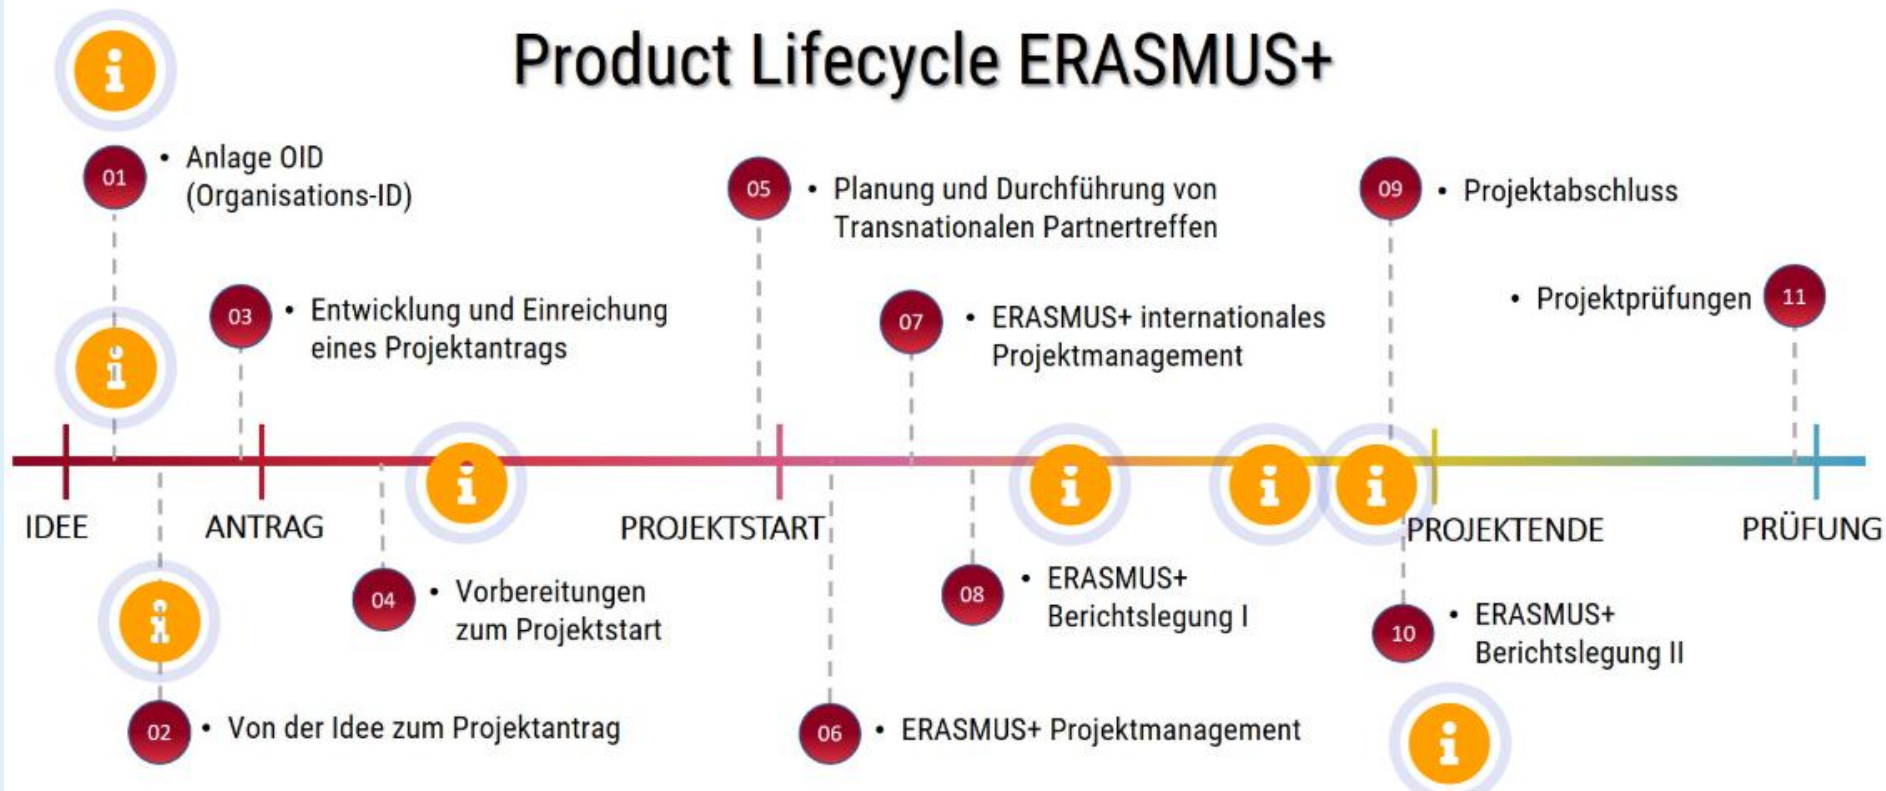 Product Lifecycle ERASMUS+
01
• Anlage OID
(Organisations-ID)
05
• Planung und Durchführung von
Transnationalen Partnertreffen
09
• Projektabschluss
03
• Entwicklung und Einreichung
eines Projektantrags
07
• ERASMUS+ internationales
Projektmanagement
• Projektprüfungen
11
IDEE
ANTRAG
PROJEKTSTART
PROJEKTENDE
PRÜFUNG
04
• Vorbereitungen
zum Projektstart
08
• ERASMUS+
Berichtslegung I
10
• ERASMUS+
Berichtslegung II
02
• Von der Idee zum Projektantrag
06
• ERASMUS+ Projektmanagement